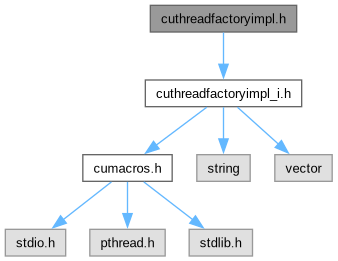 cuthreadfactoryimpl.h
cuthreadfactoryimpl_i.h
cumacros.h
string
vector
stdio.h
pthread.h
stdlib.h